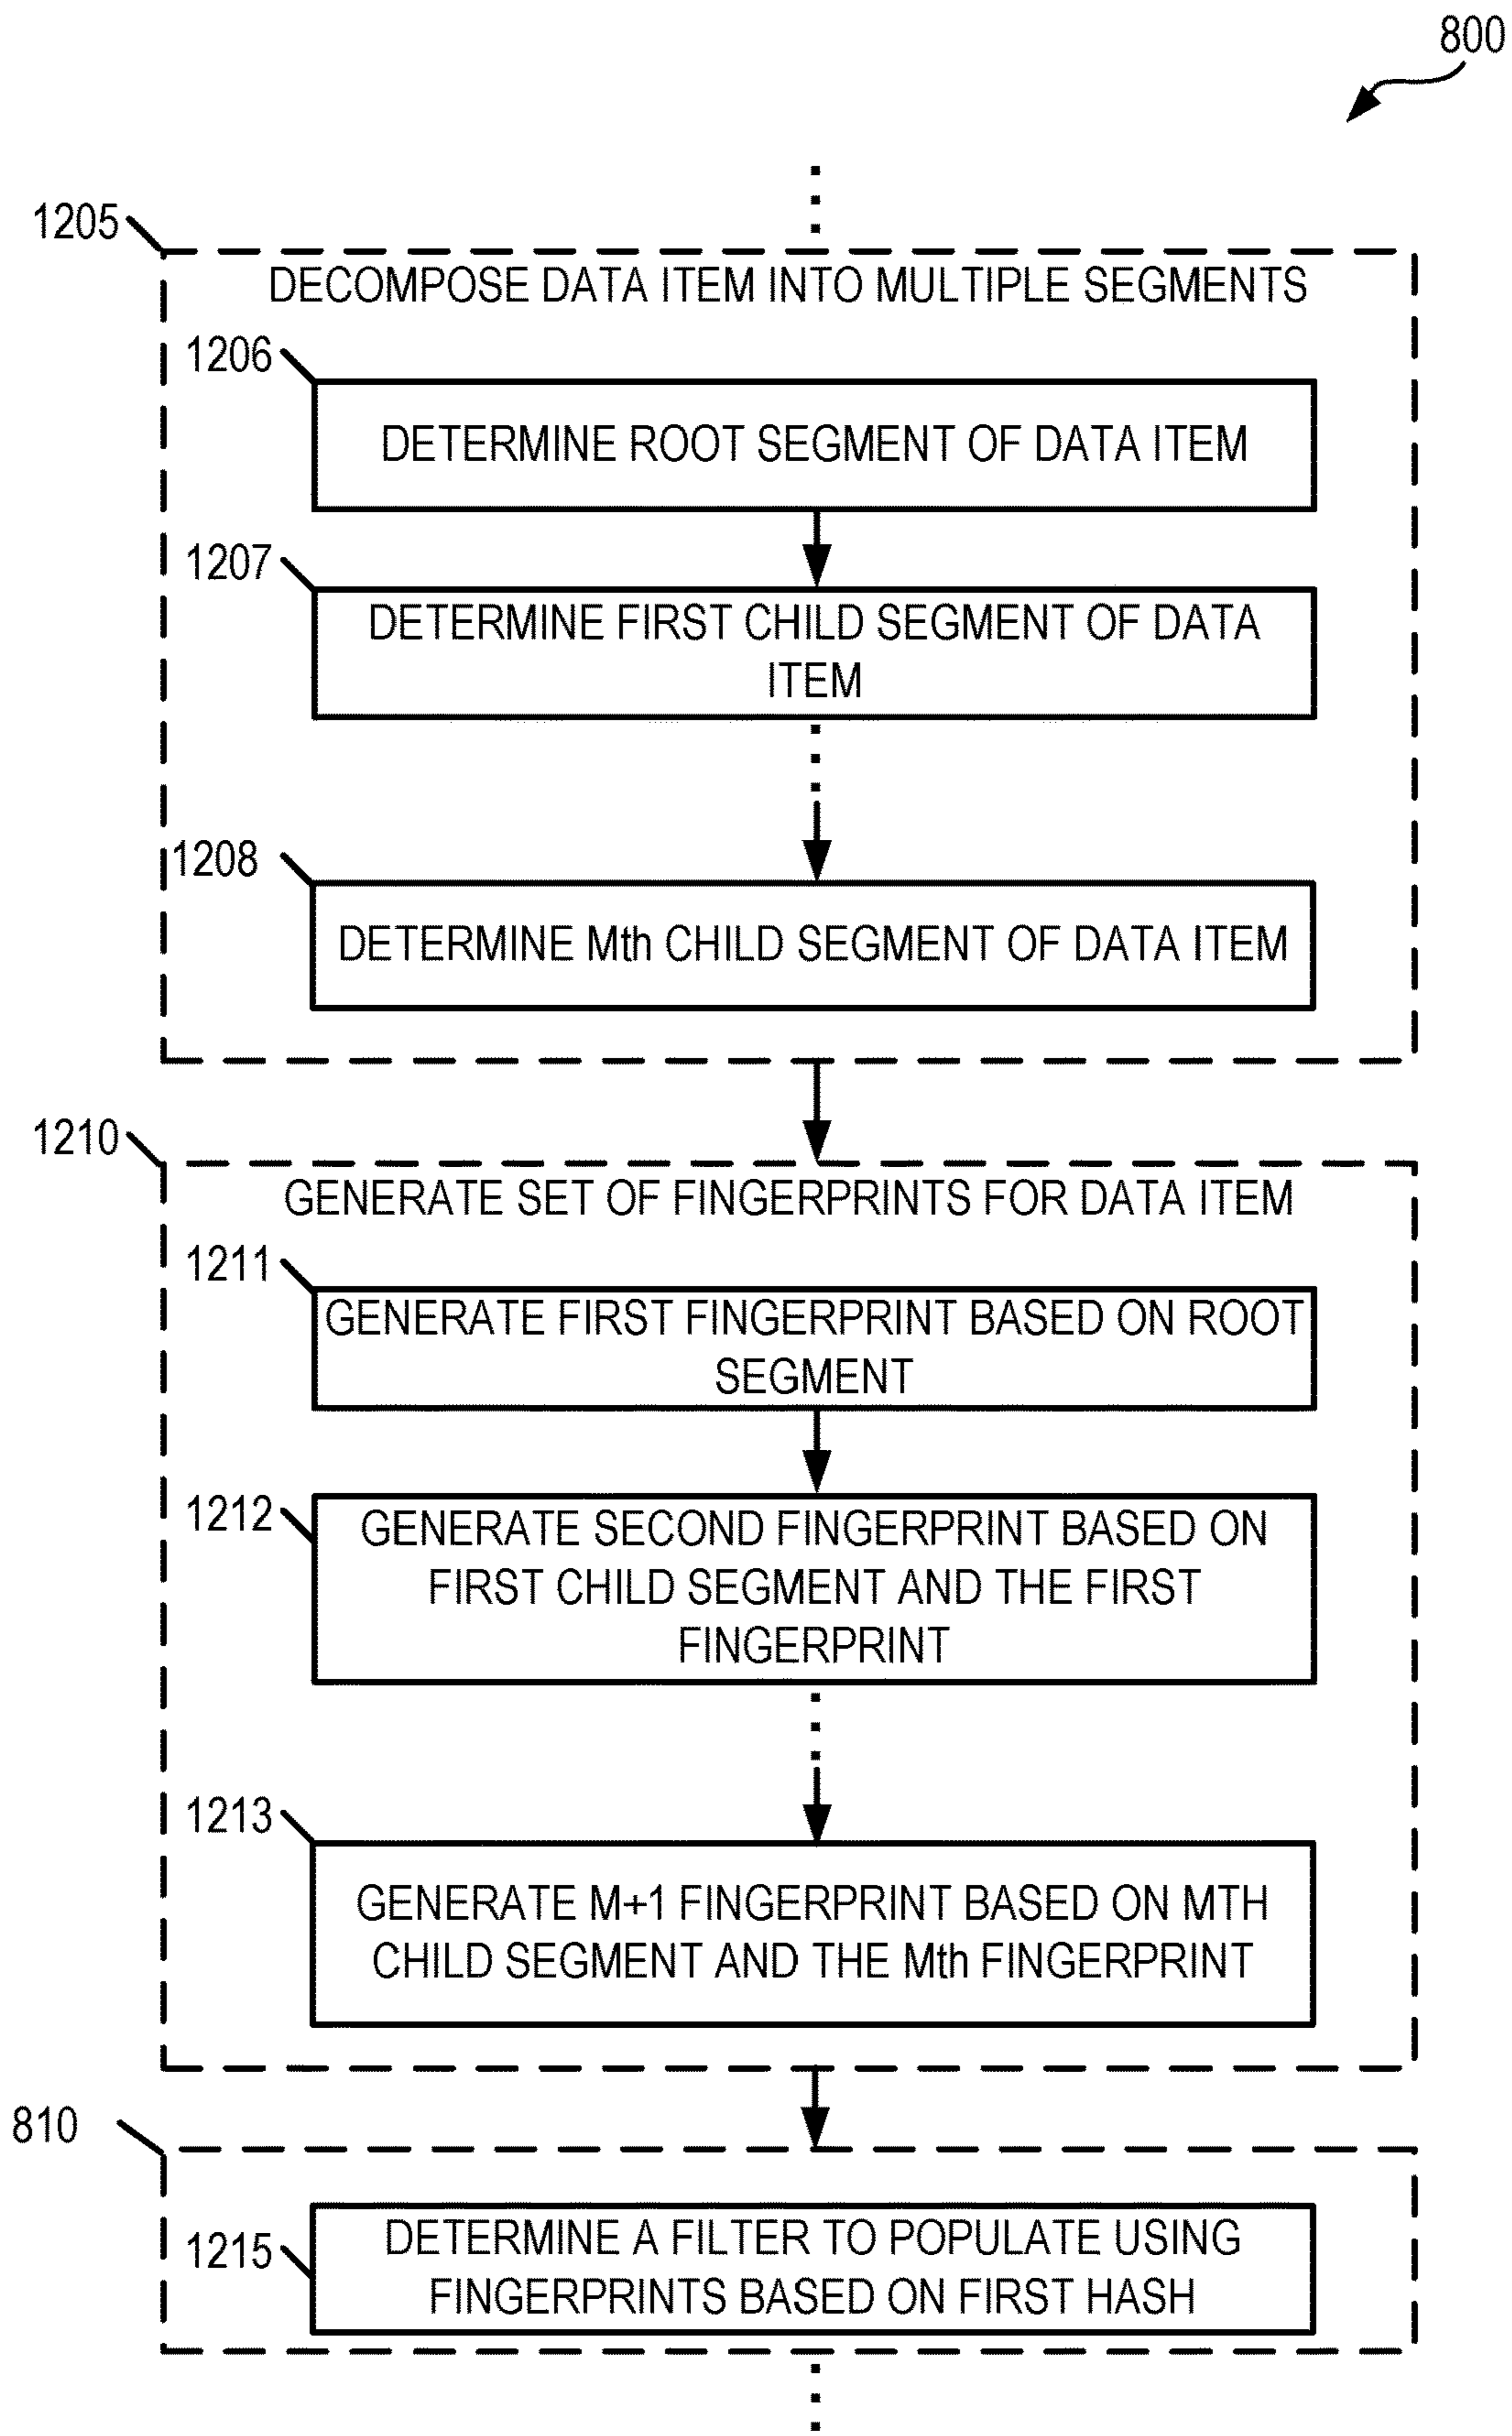 800
1205
DECOMPOSE DATA ITEM INTO MULTIPLE SEGMENTS
1206
DETERMINE ROOT SEGMENT OF DATA ITEM
1207
DETERMINE FIRST CHILD SEGMENT OF DATA
ITEM
1208
DETERMINE Mth CHILD SEGMENT OF DATA ITEM
1210
GENERATE SET OF FINGERPRINTS FOR DATA ITEM
1211
GENERATE FIRST FINGERPRINT BASED ON ROOT
SEGMENT
1212
GENERATE SECOND FINGERPRINT BASED ON
FIRST CHILD SEGMENT AND THE FIRST
FINGERPRINT
1213
GENERATE M+1 FINGERPRINT BASED ON MTH
CHILD SEGMENT AND THE Mth FINGERPRINT
810
1215
DETERMINE A FILTER TO POPULATE USING
FINGERPRINTS BASED ON FIRST HASH